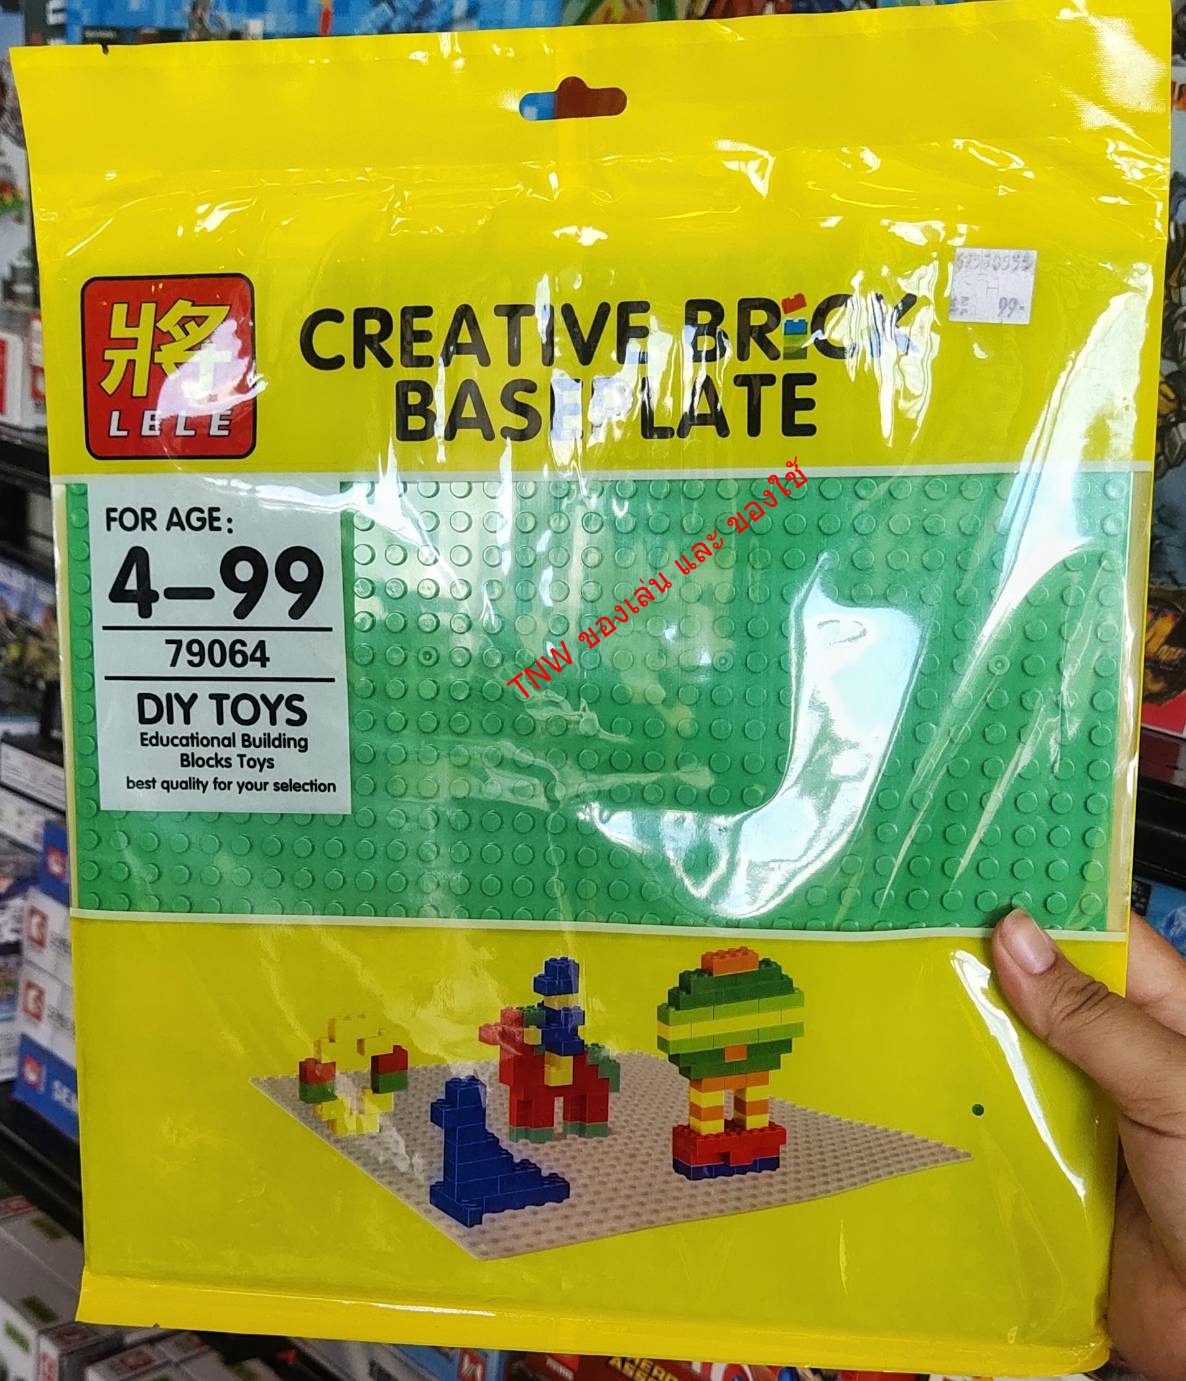 將
LELE
CREATIVE BRICK
BASEPLATE
99.-
FOR AGE:
4–99
79064
DIY TOYS
Educational Building
Blocks Toys
best quality for your selection
TNW ของเล่น และ ของใช้